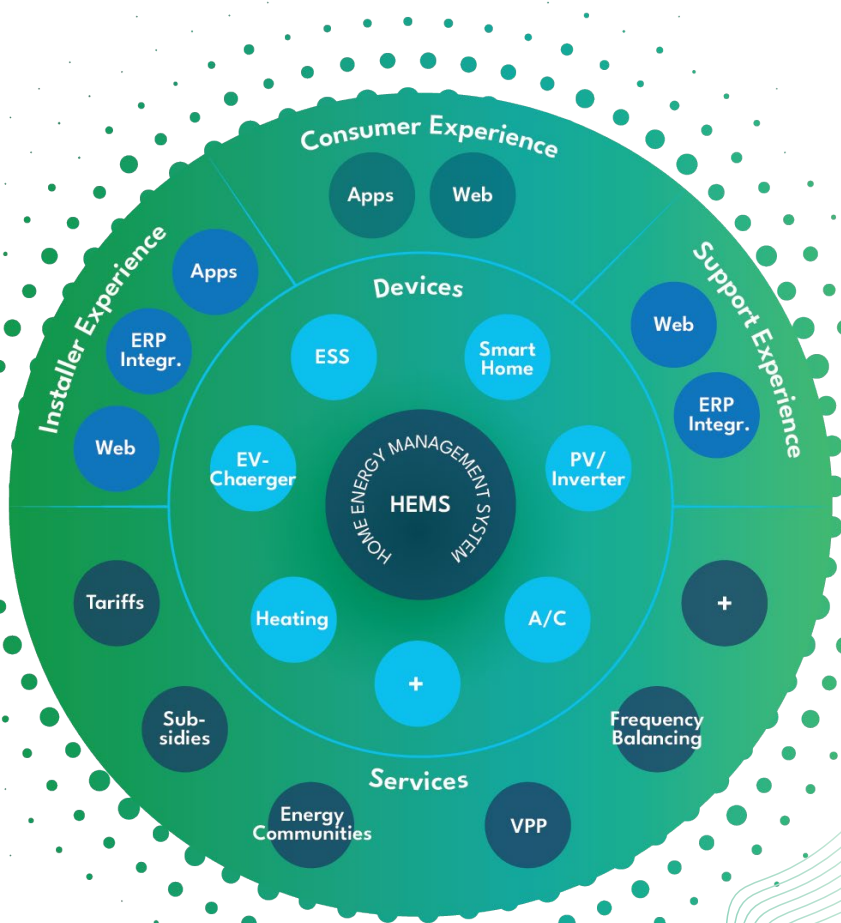 Consumer Experience
Apps
Web
Installer Experience
Apps
ERP
Integr.
Web
Support Experience
Web
ERP
Integr.
Devices
ESS
Smart
Home
EV-
Chaerger
PV/
Inverter
HOME ENERGY MANAGEMENT SYSTEM
HEMS
Heating
A/C
+
Tariffs
+
Sub-
sidies
Frequency
Balancing
Services
Energy
Communities
VPP